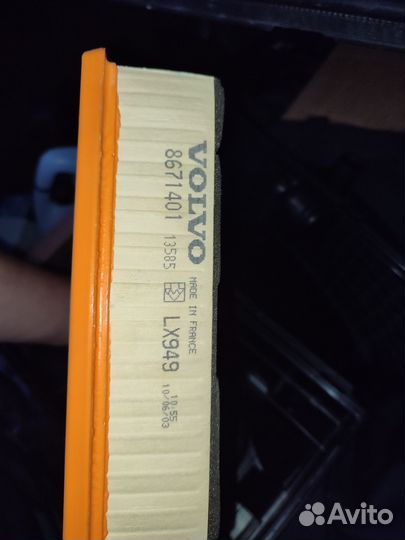 VOLVO
MADE IN FRANCE
8671401 13585 LX949
10:55
10/06/03
Avito